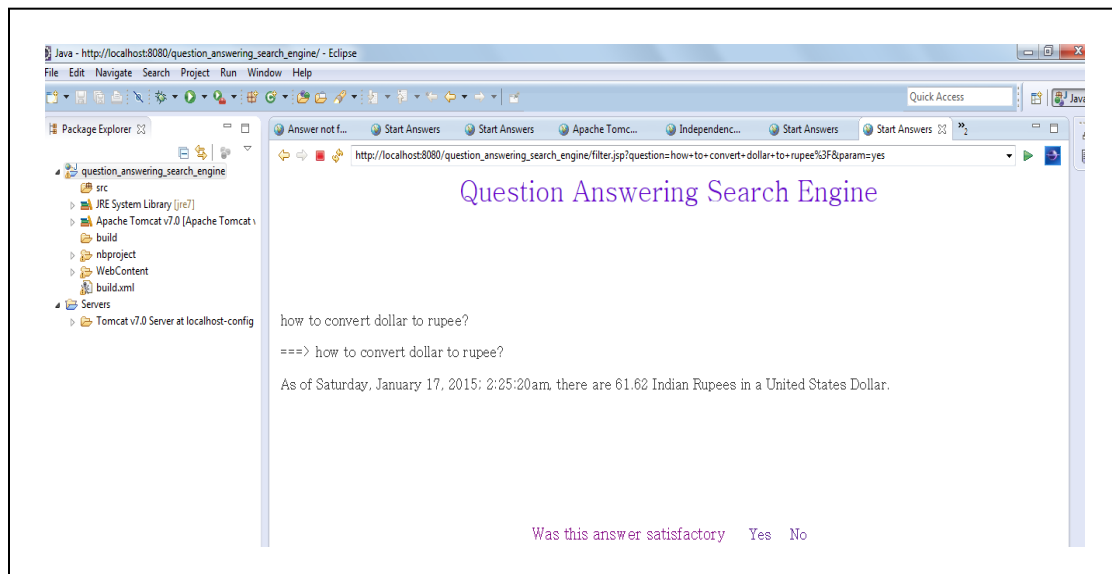 Java - http://localhost:8080/question_answering_search_engine/ - Eclipse
File Edit Navigate Search Project Run Window Help
Quick Access
Java
Package Explorer
Answer not f... Start Answers Start Answers Apache Tomc... Independenc... Start Answers Start Answers »2
http://localhost:8080/question_answering_search_engine/filter.jsp?question=how+to+convert+dollar+to+rupee%3F&param=yes
question_answering_search_engine
src
JRE System Library [jre7]
Apache Tomcat v7.0 [Apache Tomcat v
build
nbproject
WebContent
build.xml
Servers
Tomcat v7.0 Server at localhost-config
Question Answering Search Engine
how to convert dollar to rupee?
===> how to convert dollar to rupee?
As of Saturday, January 17, 2015; 2:25:20am, there are 61.62 Indian Rupees in a United States Dollar.
Was this answer satisfactory Yes No